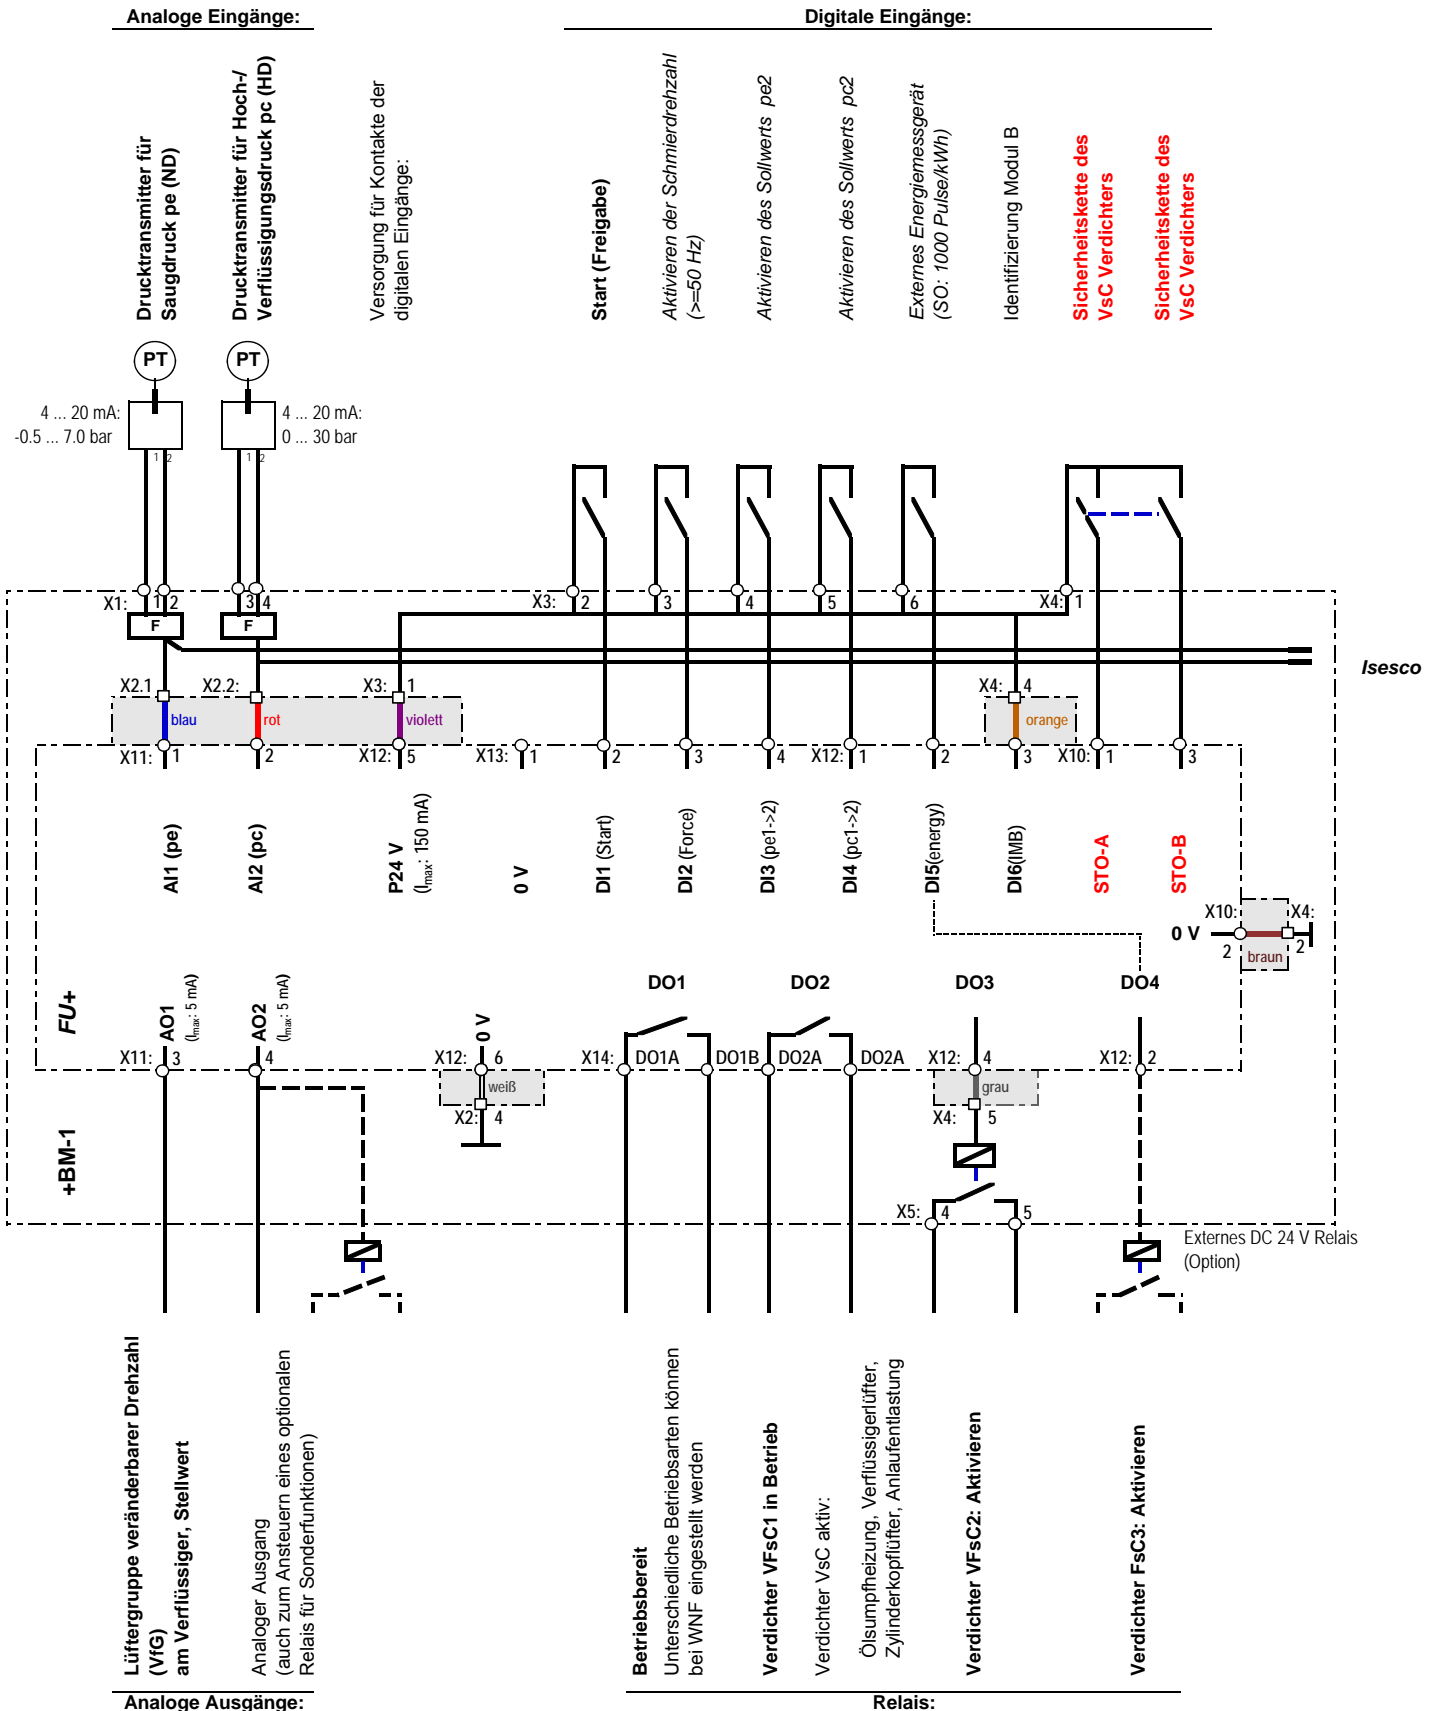 Analoge Eingänge:
Digitale Eingänge:
Drucktransmitter für
Saugdruck pe (ND)
Drucktransmitter für Hoch-/
Verflüssigungsdruck pc (HD)
Versorgung für Kontakte der
digitalen Eingänge:
Start (Freigabe)
Aktivieren der Schmierdrehzahl
(>=50 Hz)
Aktivieren des Sollwerts pe2
Aktivieren des Sollwerts pc2
Externes Energiemessgerät
(SO: 1000 Pulse/kWh)
Identifizierung Modul B
Sicherheitskette des
VsC Verdichters
Sicherheitskette des
VsC Verdichters
PT
PT
4 ... 20 mA:
-0.5 ... 7.0 bar
4 ... 20 mA:
0 ... 30 bar
1 2
1 2
X1: 1 2
3 4
X3: 2
3
4
5
6
X4: 1
F
F
Isesco
X2.1
X2.2:
X3: 1
X4: 4
blau
rot
violett
orange
X11: 1
2
X12: 5
X13: 1
2
3
4
X12: 1
2
3
X10: 1
3
AI1 (pe)
AI2 (pc)
P24 V
(Imax: 150 mA)
0 V
DI1 (Start)
DI2 (Force)
DI3 (pe1->2)
DI4 (pc1->2)
DI5(energy)
DI6(IMB)
STO-A
STO-B
X10:
X4:
0 V
2
braun
2
FU+
AO1
(Imax: 5 mA)
AO2
(Imax: 5 mA)
0 V
DO1
DO2
DO3
DO4
X11: 3
4
X12: 6
X14: DO1A
DO1B
DO2A
DO2A
X12: 4
X12: 2
weiß
grau
X2: 4
X4: 5
+BM-1
X5: 4
5
Externes DC 24 V Relais
(Option)
Lüftergruppe veränderbarer Drehzahl
(VfG)
am Verflüssiger, Stellwert
Analoger Ausgang
(auch zum Ansteuern eines optionalen
Relais für Sonderfunktionen)
Betriebsbereit
Unterschiedliche Betriebsarten können
bei WNF eingestellt werden
Verdichter VFsC1 in Betrieb
Verdichter VsC aktiv:
Ölsumpfheizung, Verflüssigerlüfter,
Zylinderkopflüfter, Anlaufentlastung
Verdichter VFsC2: Aktivieren
Verdichter FsC3: Aktivieren
Analoge Ausgänge:
Relais: